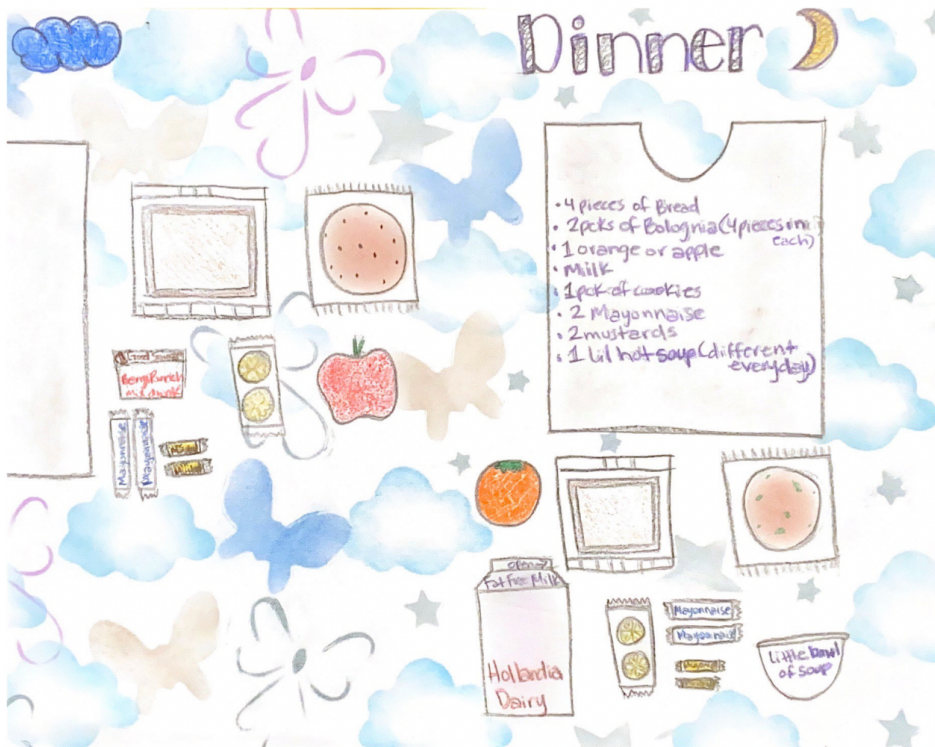 Dinner
• 4 pieces of Bread
• 2pcks of Bolognia (4 pieces in
each)
• 1 orange or apple
• Milk
• 1 pck of cookies
• 2 Mayonnaise
• 2 mustards
• 1 lil hot soup (different
everyday)
Mayonnaise
Mayonnaise
open
Fat Free Milk
Hollandia
Dairy
Mayonnaise
Mayonnaise
Little bowl
of soup